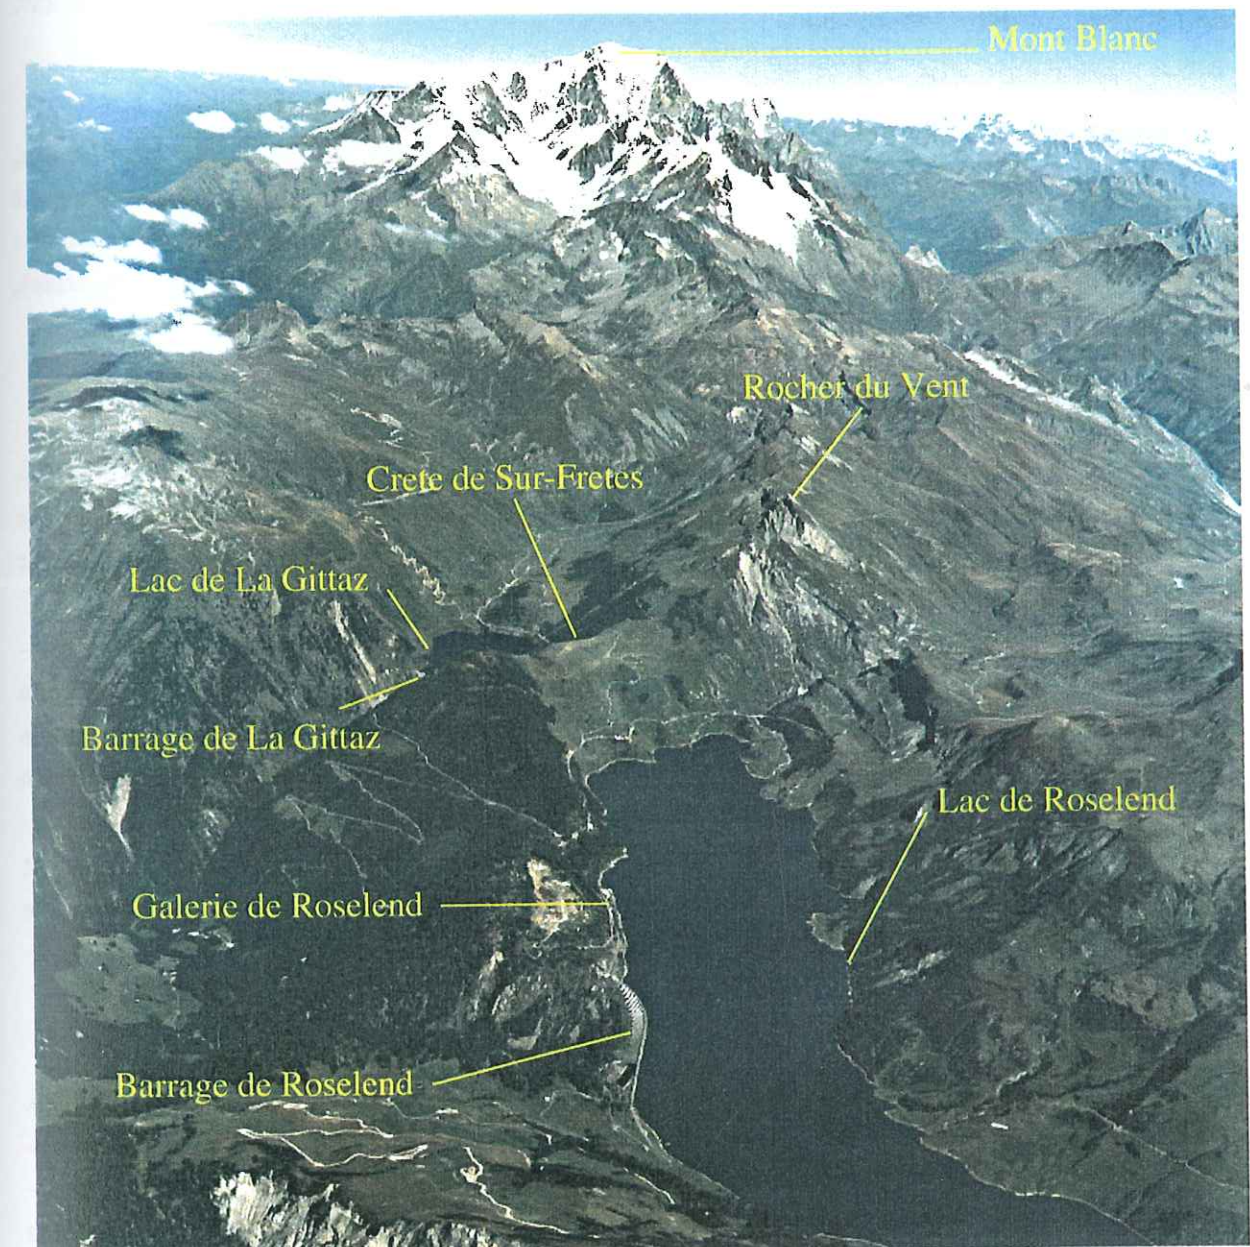 Mont Blanc
Rocher du Vent
Crete de Sur-Fretes
Lac de La Gittaz
Barrage de La Gittaz
Lac de Roselend
Galerie de Roselend
Barrage de Roselend